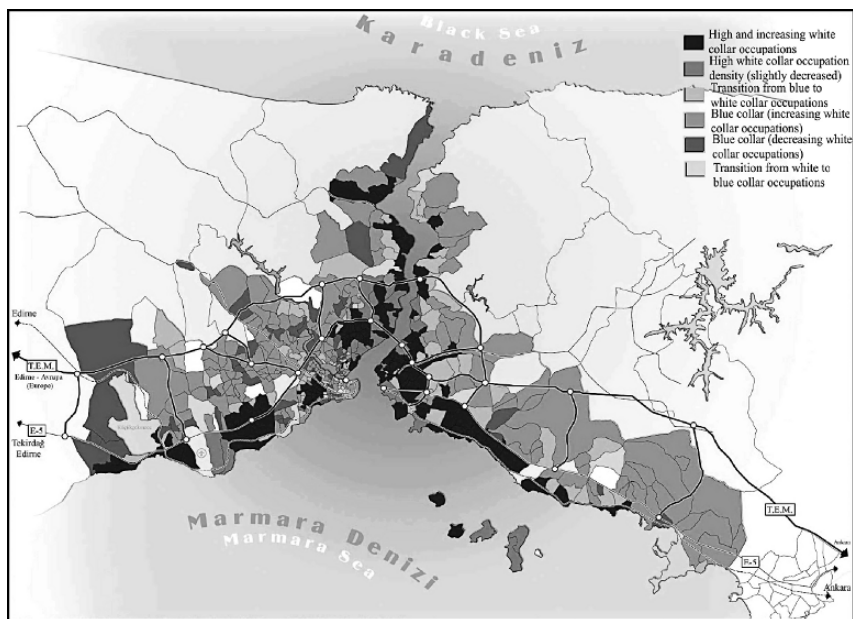 Black Sea
Karadeniz
High and increasing white
collar occupations
High white collar occupation
density (slightly decreased)
Transition from blue to
white collar occupations
Blue collar (increasing white
collar occupations)
Blue collar (decreasing white
collar occupations)
Transition from white to
blue collar occupations
Edirne
T.E.M.
Edirne - Avrupa
(Europe)
E-5
Tekirdağ
Edirne
Marmara Denizi
Marmara Sea
T.E.M.
E-5
Ankara
Ankara